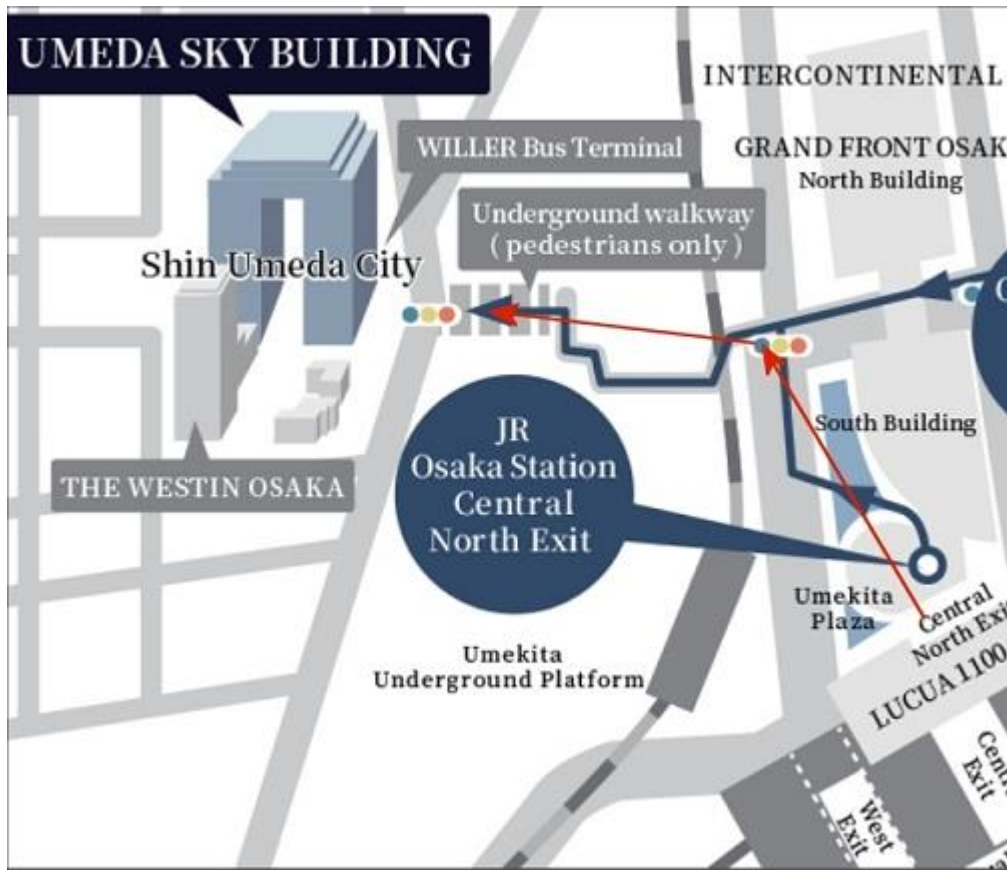 UMEDA SKY BUILDING
INTERCONTINENTAL
WILLER Bus Terminal
GRAND FRONT OSAK
North Building
Underground walkway
( pedestrians only )
Shin Umeda City
JR
Osaka Station
Central
North Exit
South Building
THE WESTIN OSAKA
Umekita
Plaza
Central
North Exit
Umekita
Underground Platform
LUCUA 1100
Cent
Exit
West
Exit